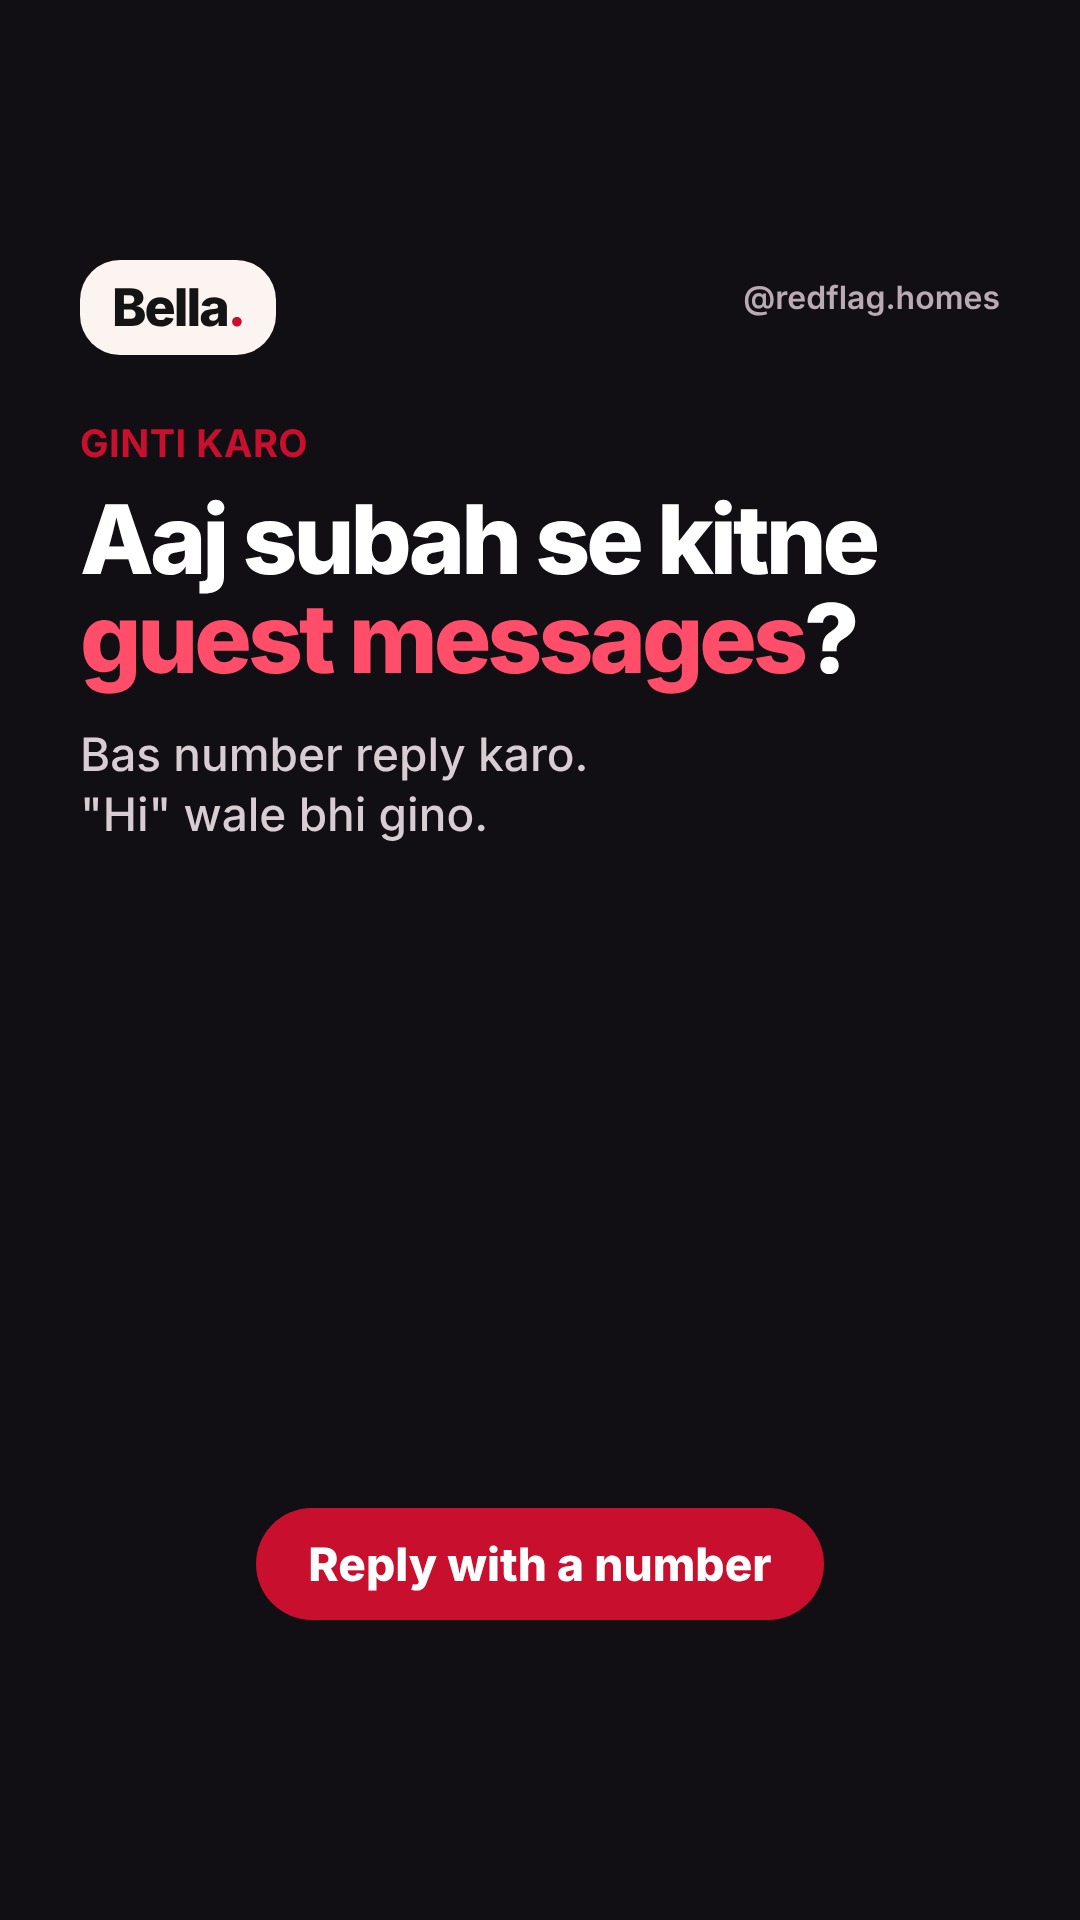 Bella.
@redflag.homes
GINTI KARO
Aaj subah se kitne
guest messages?
Bas number reply karo.
"Hi" wale bhi gino.
Reply with a number